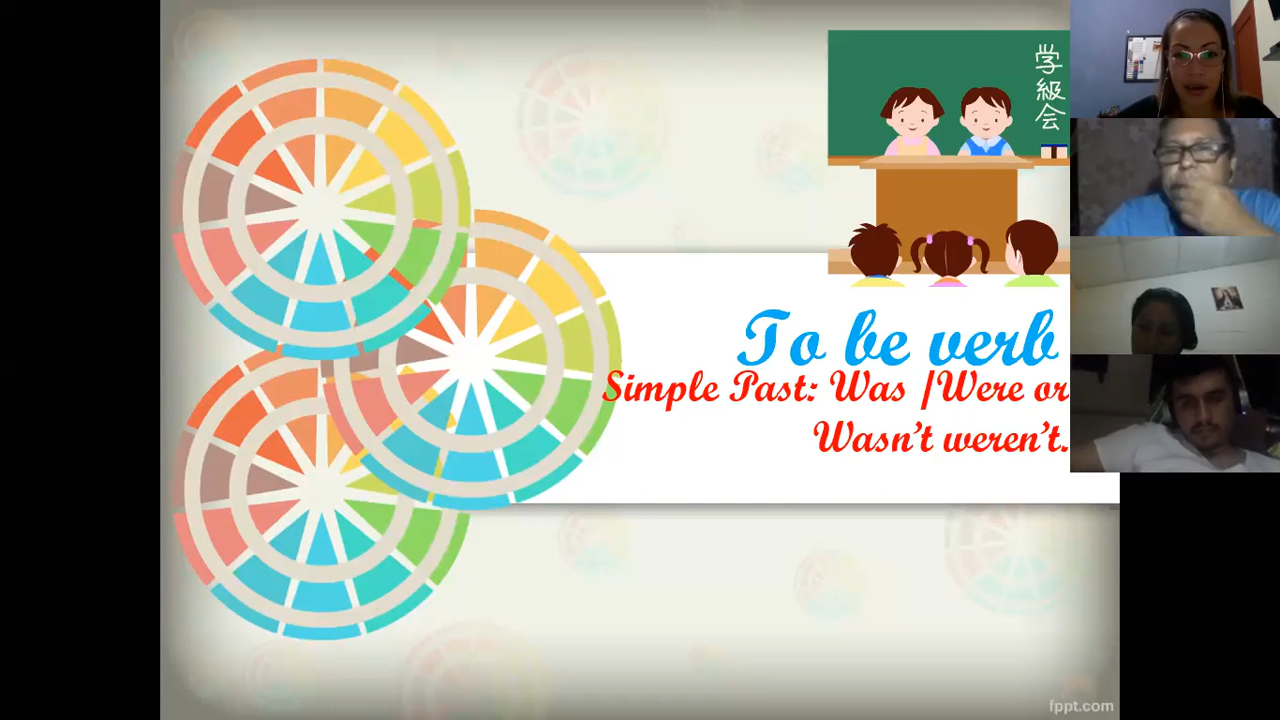 学級会
To be verb
Simple Past: Was /Were or
Wasn't weren't.
fppt.com